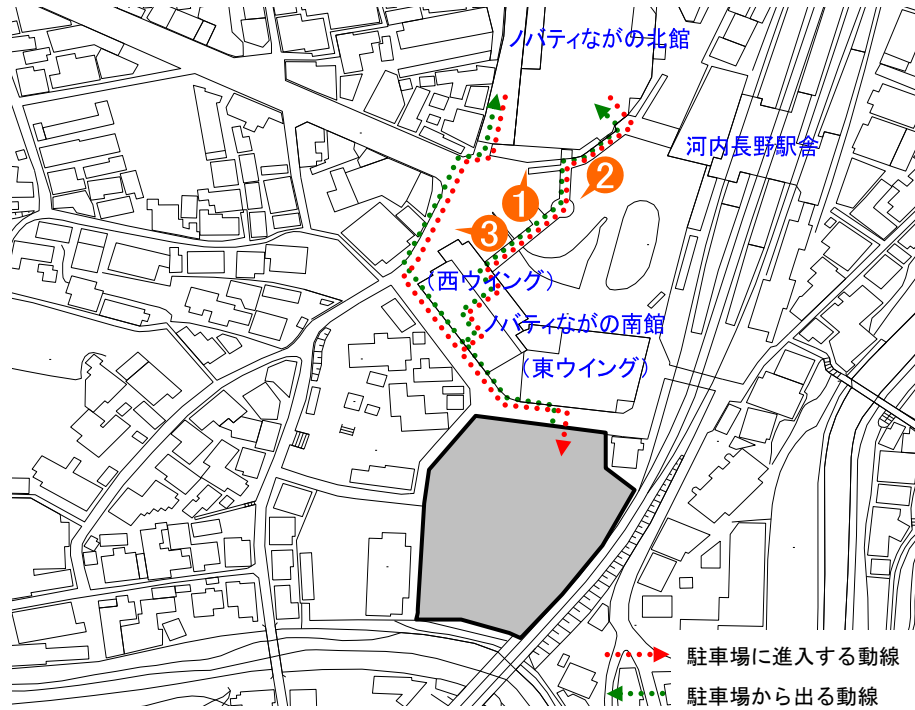 ノバティながの北館
河内長野駅舎
1
2
3
（西ウイング）
ノバティながの南館
（東ウイング）
駐車場に進入する動線
駐車場から出る動線